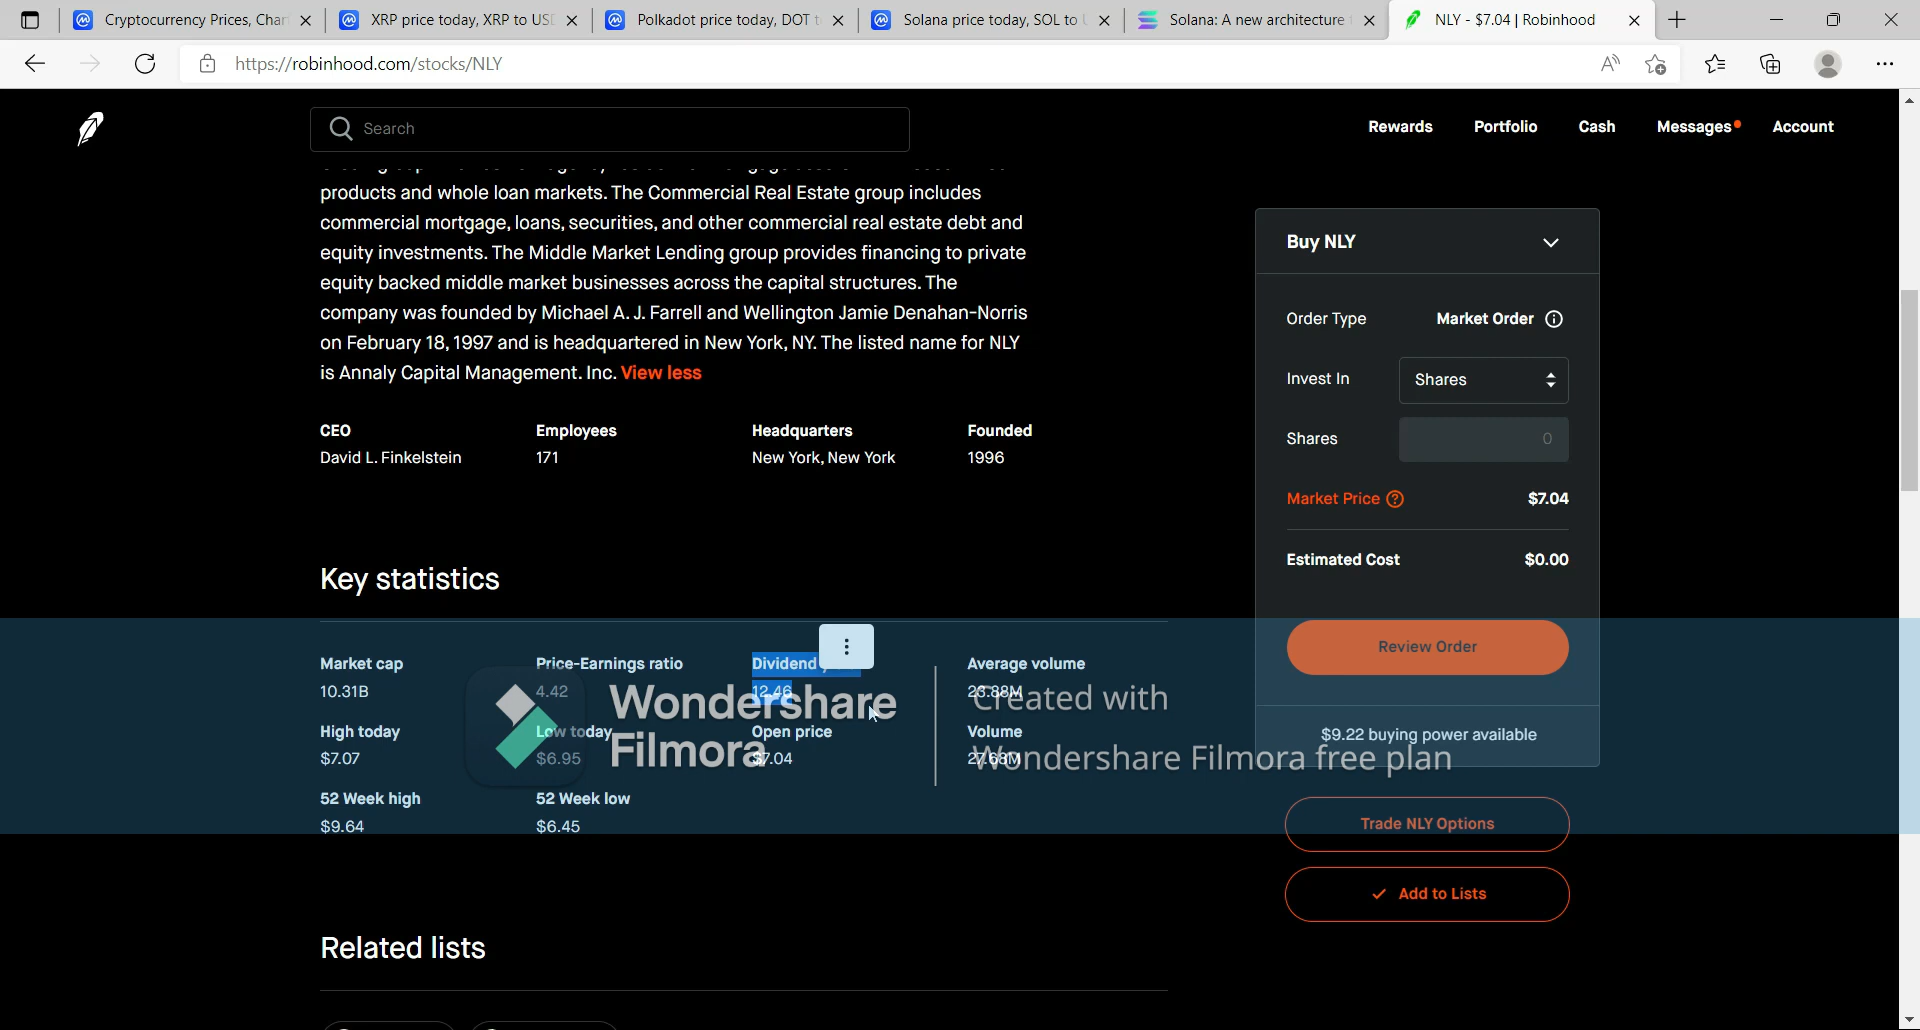 Cryptocurrency Prices, Char
XRP price today, XRP to USD
Polkadot price today, DOT t
Solana price today, SOL to
Solana: A new architecture
NLY - $7.04 | Robinhood
https://robinhood.com/stocks/NLY
Search
Rewards
Portfolio
Cash
Messages
Account
products and whole loan markets. The Commercial Real Estate group includes
commercial mortgage, loans, securities, and other commercial real estate debt and
equity investments. The Middle Market Lending group provides financing to private
equity backed middle market businesses across the capital structures. The
company was founded by Michael A. J. Farrell and Wellington Jamie Denahan-Norris
on February 18, 1997 and is headquartered in New York, NY. The listed name for NLY
is Annaly Capital Management. Inc. View less
CEO
David L. Finkelstein
Employees
171
Headquarters
New York, New York
Founded
1996
Key statistics
Market cap
10.31B
Price-Earnings ratio
4.42
Dividend
12.46
Average volume
23.88M
High today
$7.07
Low today
$6.95
Open price
$7.04
Volume
27.68M
52 Week high
$9.64
52 Week low
$6.45
Wondershare
Filmora
Created with
Wondershare Filmora free plan
Related lists
Buy NLY
Order Type Market Order
Invest In Shares
Shares 0
Market Price $7.04
Estimated Cost $0.00
Review Order
$9.22 buying power available
Trade NLY Options
Add to Lists